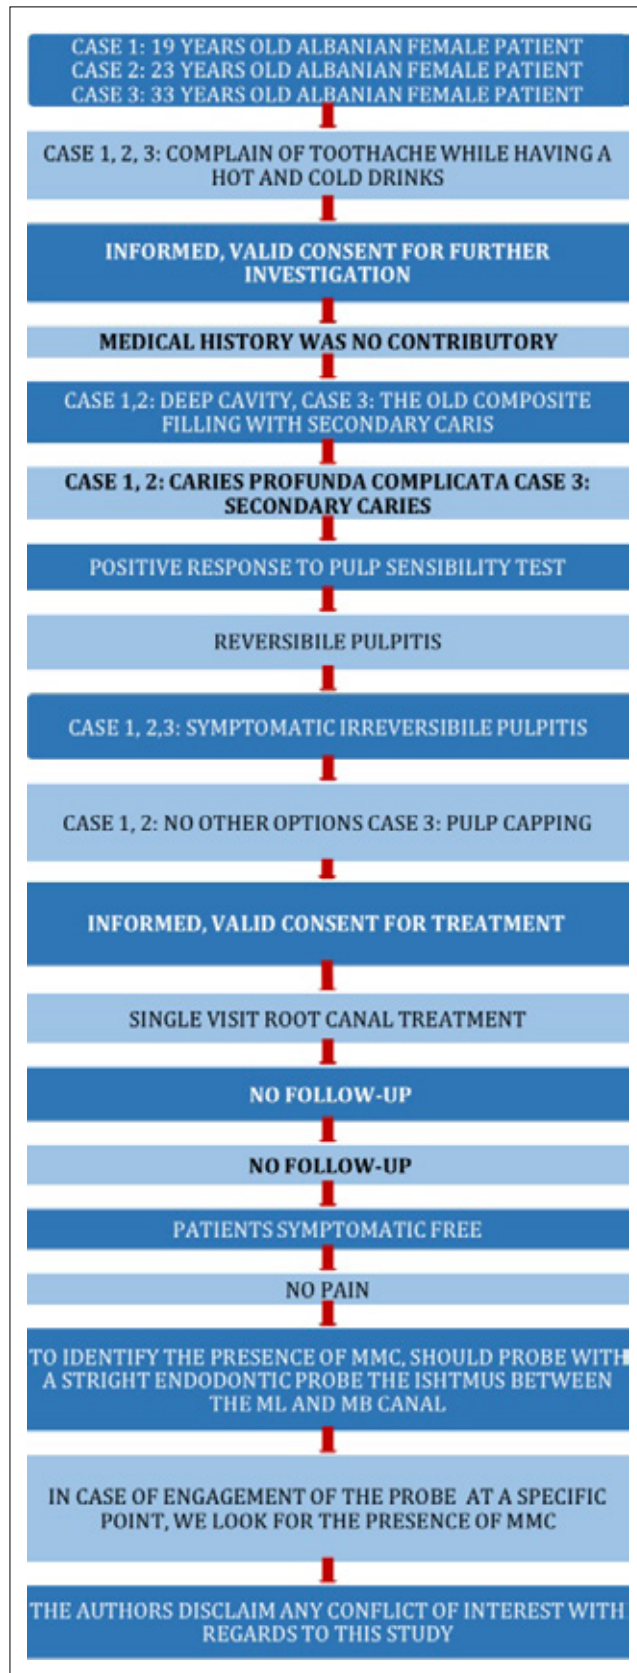 CASE 1: 19 YEARS OLD ALBANIAN FEMALE PATIENT
CASE 2: 23 YEARS OLD ALBANIAN FEMALE PATIENT
CASE 3: 33 YEARS OLD ALBANIAN FEMALE PATIENT
CASE 1, 2, 3: COMPLAIN OF TOOTHACHE WHILE HAVING A
HOT AND COLD DRINKS
INFORMED, VALID CONSENT FOR FURTHER
INVESTIGATION
MEDICAL HISTORY WAS NO CONTRIBUTORY
CASE 1,2: DEEP CAVITY, CASE 3: THE OLD COMPOSITE
FILLING WITH SECONDARY CARIS
CASE 1, 2: CARIES PROFUNDA COMPLICATA CASE 3:
SECONDARY CARIES
POSITIVE RESPONSE TO PULP SENSIBILITY TEST
REVERSIBILE PULPITIS
CASE 1, 2,3: SYMPTOMATIC IRREVERSIBILE PULPITIS
CASE 1, 2: NO OTHER OPTIONS CASE 3: PULP CAPPING
INFORMED, VALID CONSENT FOR TREATMENT
SINGLE VISIT ROOT CANAL TREATMENT
NO FOLLOW-UP
NO FOLLOW-UP
PATIENTS SYMPTOMATIC FREE
NO PAIN
TO IDENTIFY THE PRESENCE OF MMC, SHOULD PROBE WITH
A STRIGHT ENDODONTIC PROBE THE ISHTMUS BETWEEN
THE ML AND MB CANAL
IN CASE OF ENGAGEMENT OF THE PROBE AT A SPECIFIC
POINT, WE LOOK FOR THE PRESENCE OF MMC
THE AUTHORS DISCLAIM ANY CONFLICT OF INTEREST WITH
REGARDS TO THIS STUDY